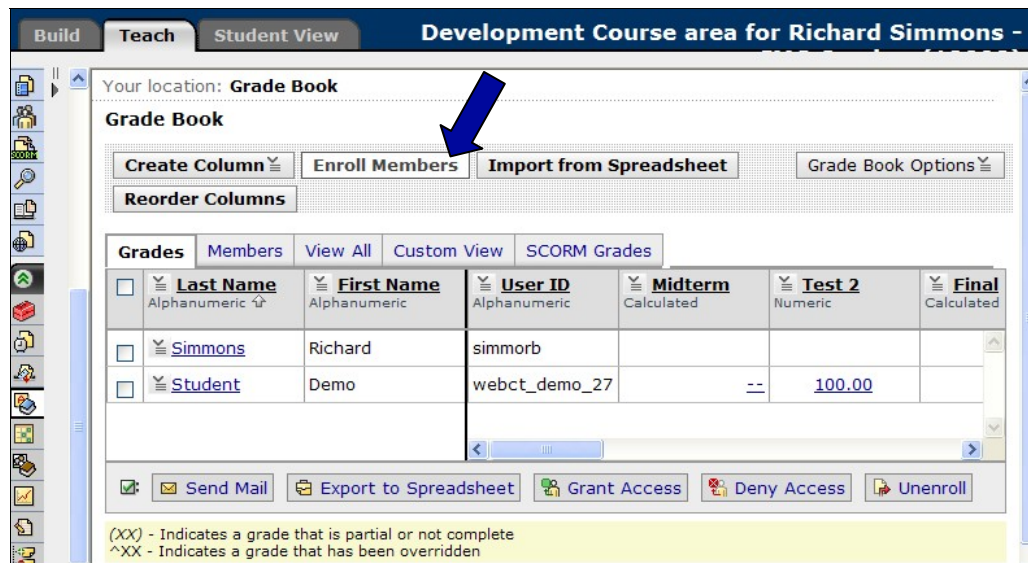 Build Teach Student View Development Course area for Richard Simmons -
Your location: Grade Book
Grade Book
Create Column Enroll Members Import from Spreadsheet Grade Book Options
Reorder Columns
Grades Members View All Custom View SCORM Grades
Last Name First Name User ID Midterm Test 2 Final
Alphanumeric Alphanumeric Alphanumeric Calculated Numeric Calculated
Simmons Richard simmorb
Student Demo webct_demo_27 -- 100.00
Send Mail Export to Spreadsheet Grant Access Deny Access Unenroll
(XX) - Indicates a grade that is partial or not complete
^XX - Indicates a grade that has been overridden
SCORM